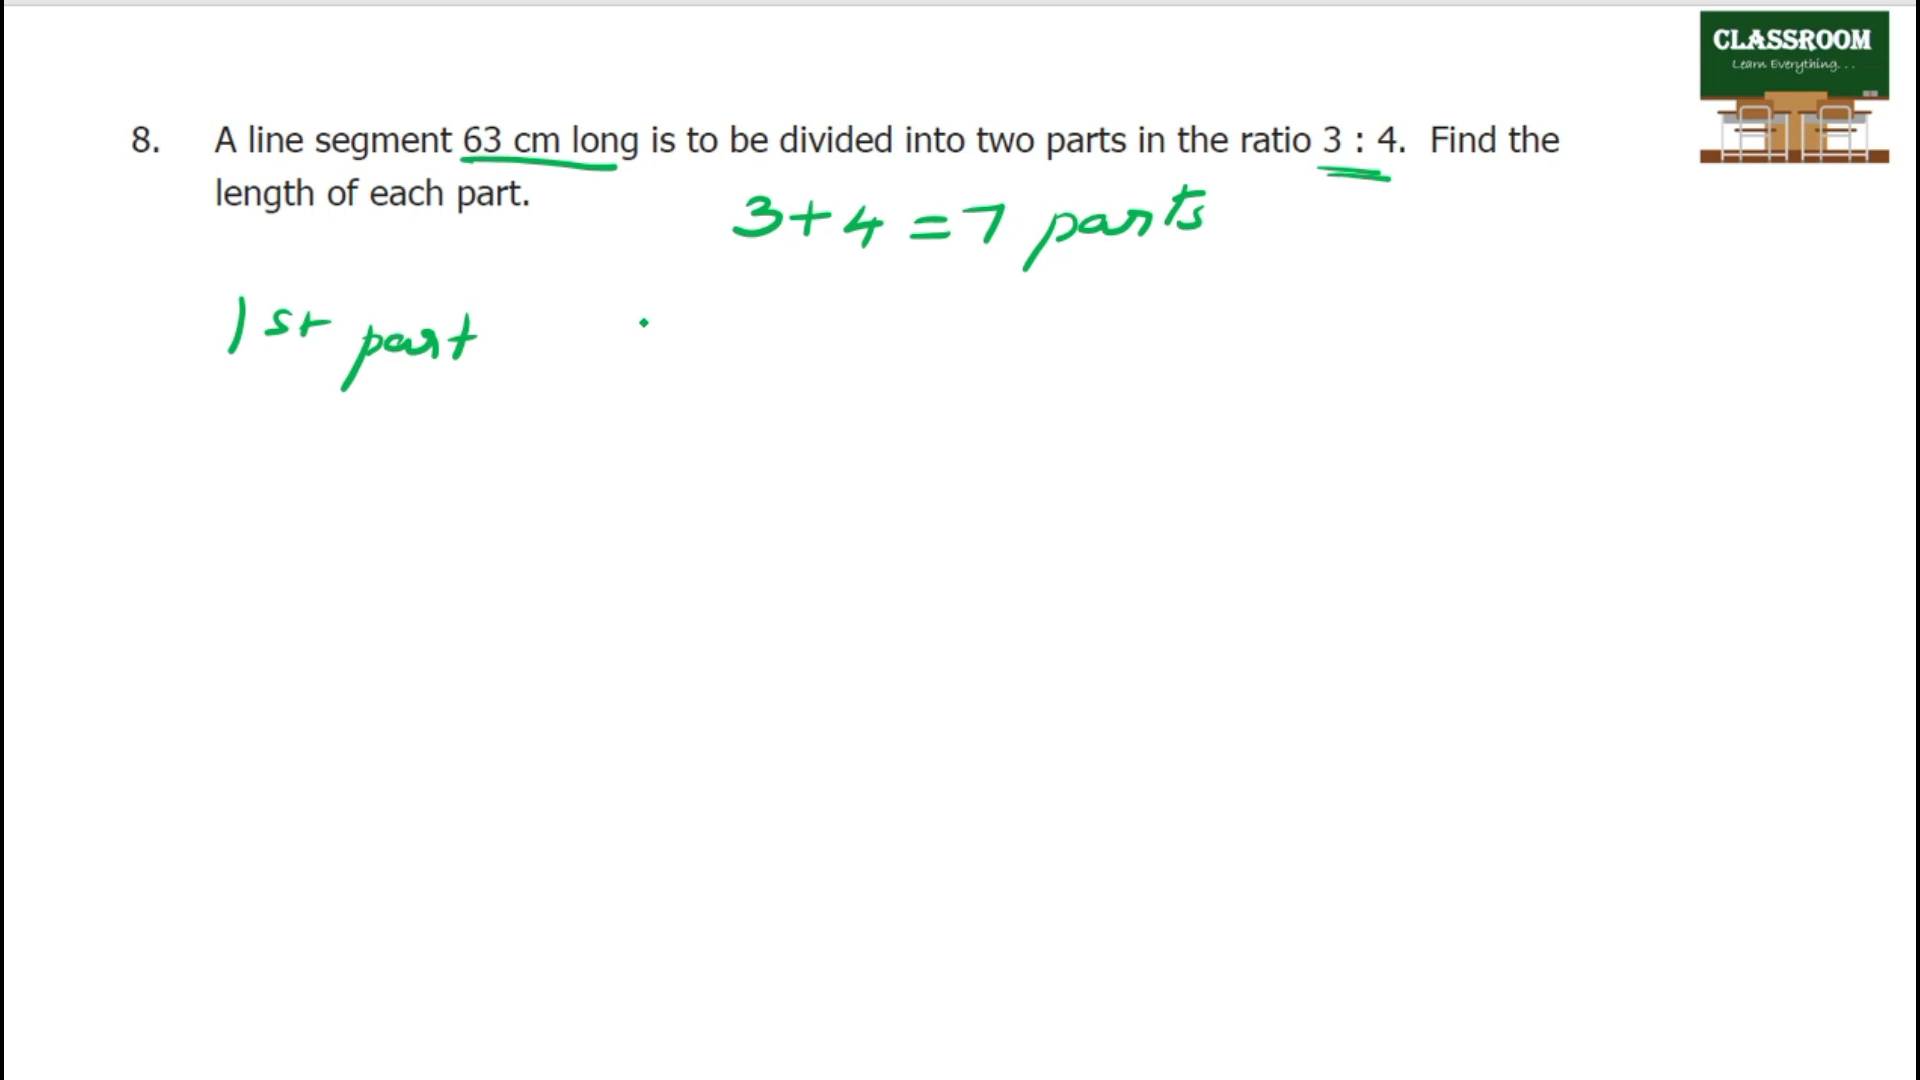 CLASSROOM
Learn Everything. . .
8. A line segment 63 cm long is to be divided into two parts in the ratio 3 : 4. Find the
length of each part.
3+4 = 7 parts
1st part